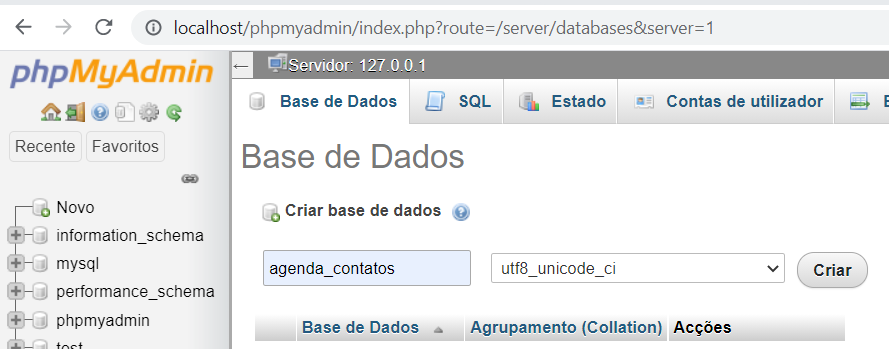 localhost/phpmyadmin/index.php?route=/server/databases&server=1
phpMyAdmin
Recente Favoritos
Novo
information_schema
mysql
performance_schema
phpmyadmin
test
Servidor: 127.0.0.1
Base de Dados SQL Estado Contas de utilizador
Base de Dados
Criar base de dados
agenda_contatos utf8_unicode_ci Criar
Base de Dados Agrupamento (Collation) Acções